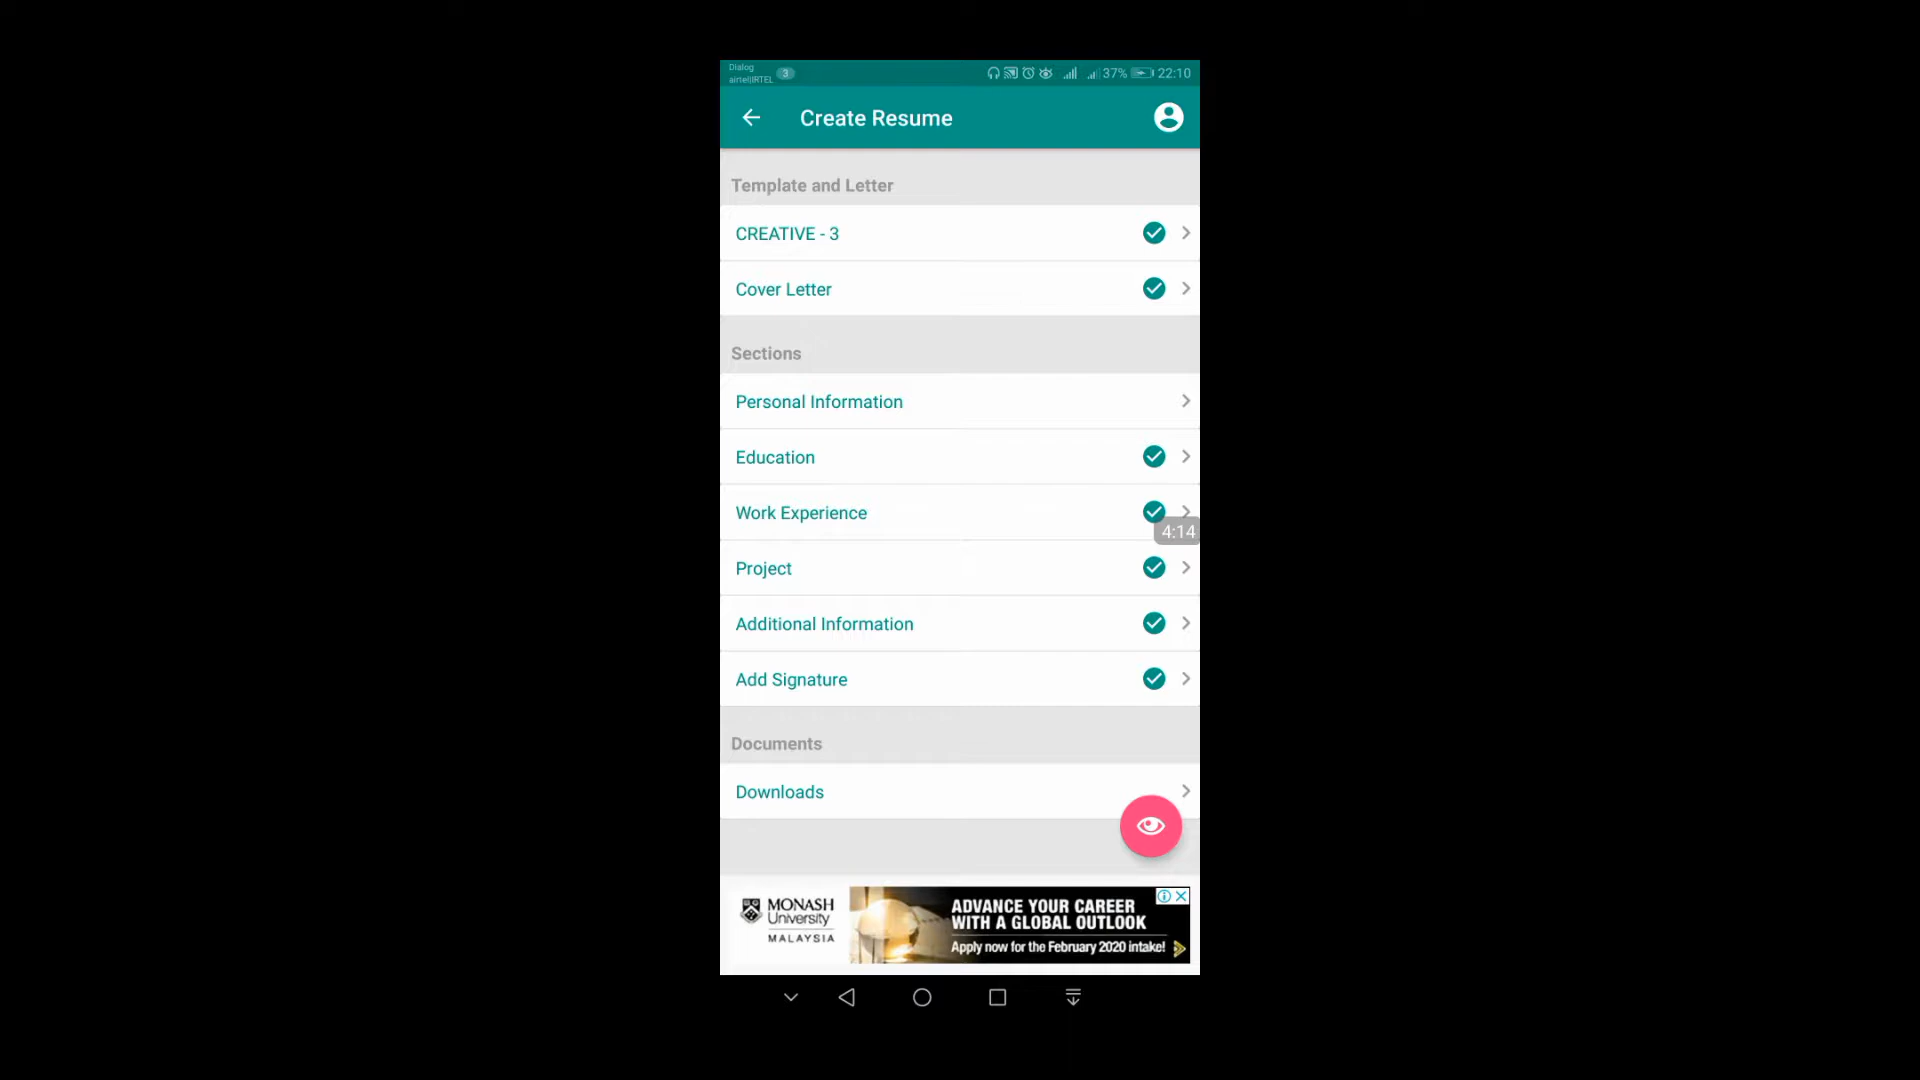 Dialog
airtel|IRTEL 3 37% 22:10
Create Resume
Template and Letter
CREATIVE - 3
Cover Letter
Sections
Personal Information
Education
Work Experience
4:14
Project
Additional Information
Add Signature
Documents
Downloads
MONASH
University
MALAYSIA
ADVANCE YOUR CAREER
WITH A GLOBAL OUTLOOK
Apply now for the February 2020 intake!